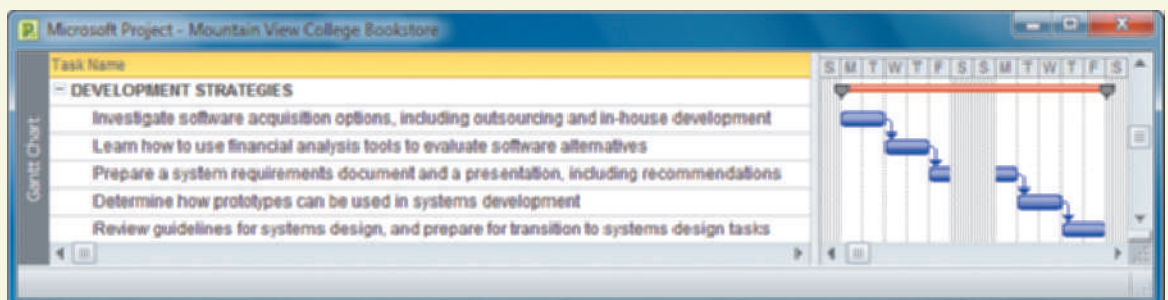 Microsoft Project - Mountain View College Bookstore
Task Name
S M T W T F S S M T W T F S
DEVELOPMENT STRATEGIES
Investigate software acquisition options, including outsourcing and in-house development
Learn how to use financial analysis tools to evaluate software alternatives
Prepare a system requirements document and a presentation, including recommendations
Determine how prototypes can be used in systems development
Review guidelines for systems design, and prepare for transition to systems design tasks
Gantt Chart